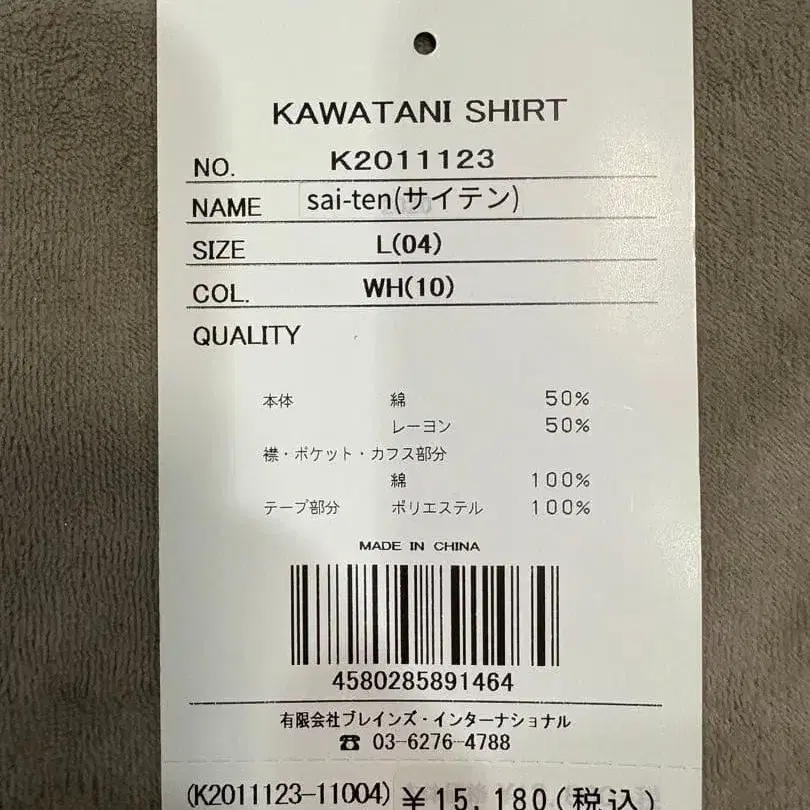 KAWATANI SHIRT
NO. K2011123
NAME sai-ten(サイテン)
SIZE L(04)
COL. WH(10)
QUALITY
本体 綿 50%
レーヨン 50%
襟・ポケット・カフス部分
綿 100%
テープ部分 ポリエステル 100%
MADE IN CHINA
4580285891464
有限会社ブレインズ・インターナショナル
☎ 03-6276-4788
(K2011123-11004) ¥15,180(税込)